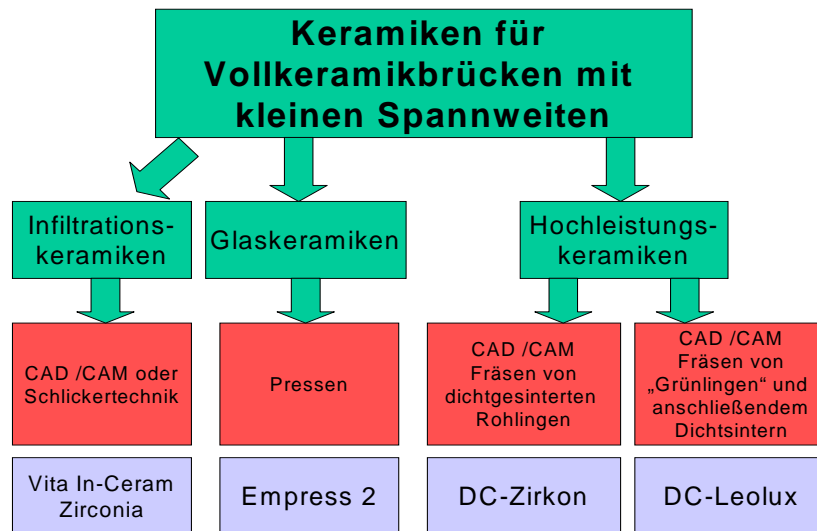 Keramiken für
Vollkeramikbrücken mit
kleinen Spannweiten
Infiltrations-
keramiken
Glaskeramiken
Hochleistungs-
keramiken
CAD /CAM oder
Schlickertechnik
Pressen
CAD /CAM
Fräsen von
dichtgesinterten
Rohlingen
CAD /CAM
Fräsen von
„Grünlingen“ und
anschließendem
Dichtsintern
Vita In-Ceram
Zirconia
Empress 2
DC-Zirkon
DC-Leolux